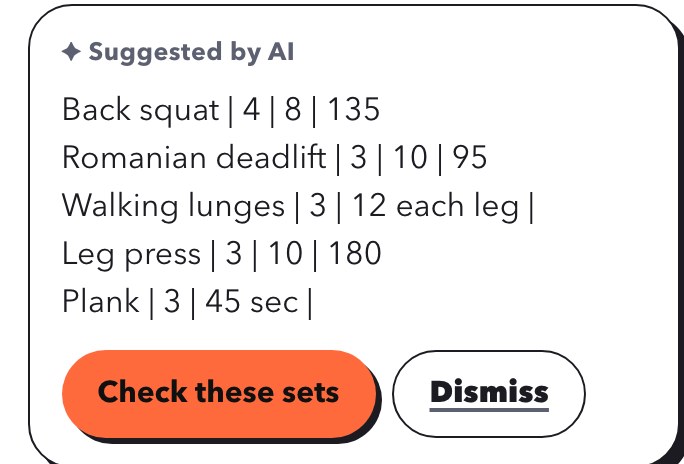 Suggested by AI
Back squat | 4 | 8 | 135
Romanian deadlift | 3 | 10 | 95
Walking lunges | 3 | 12 each leg |
Leg press | 3 | 10 | 180
Plank | 3 | 45 sec |
Check these sets
Dismiss